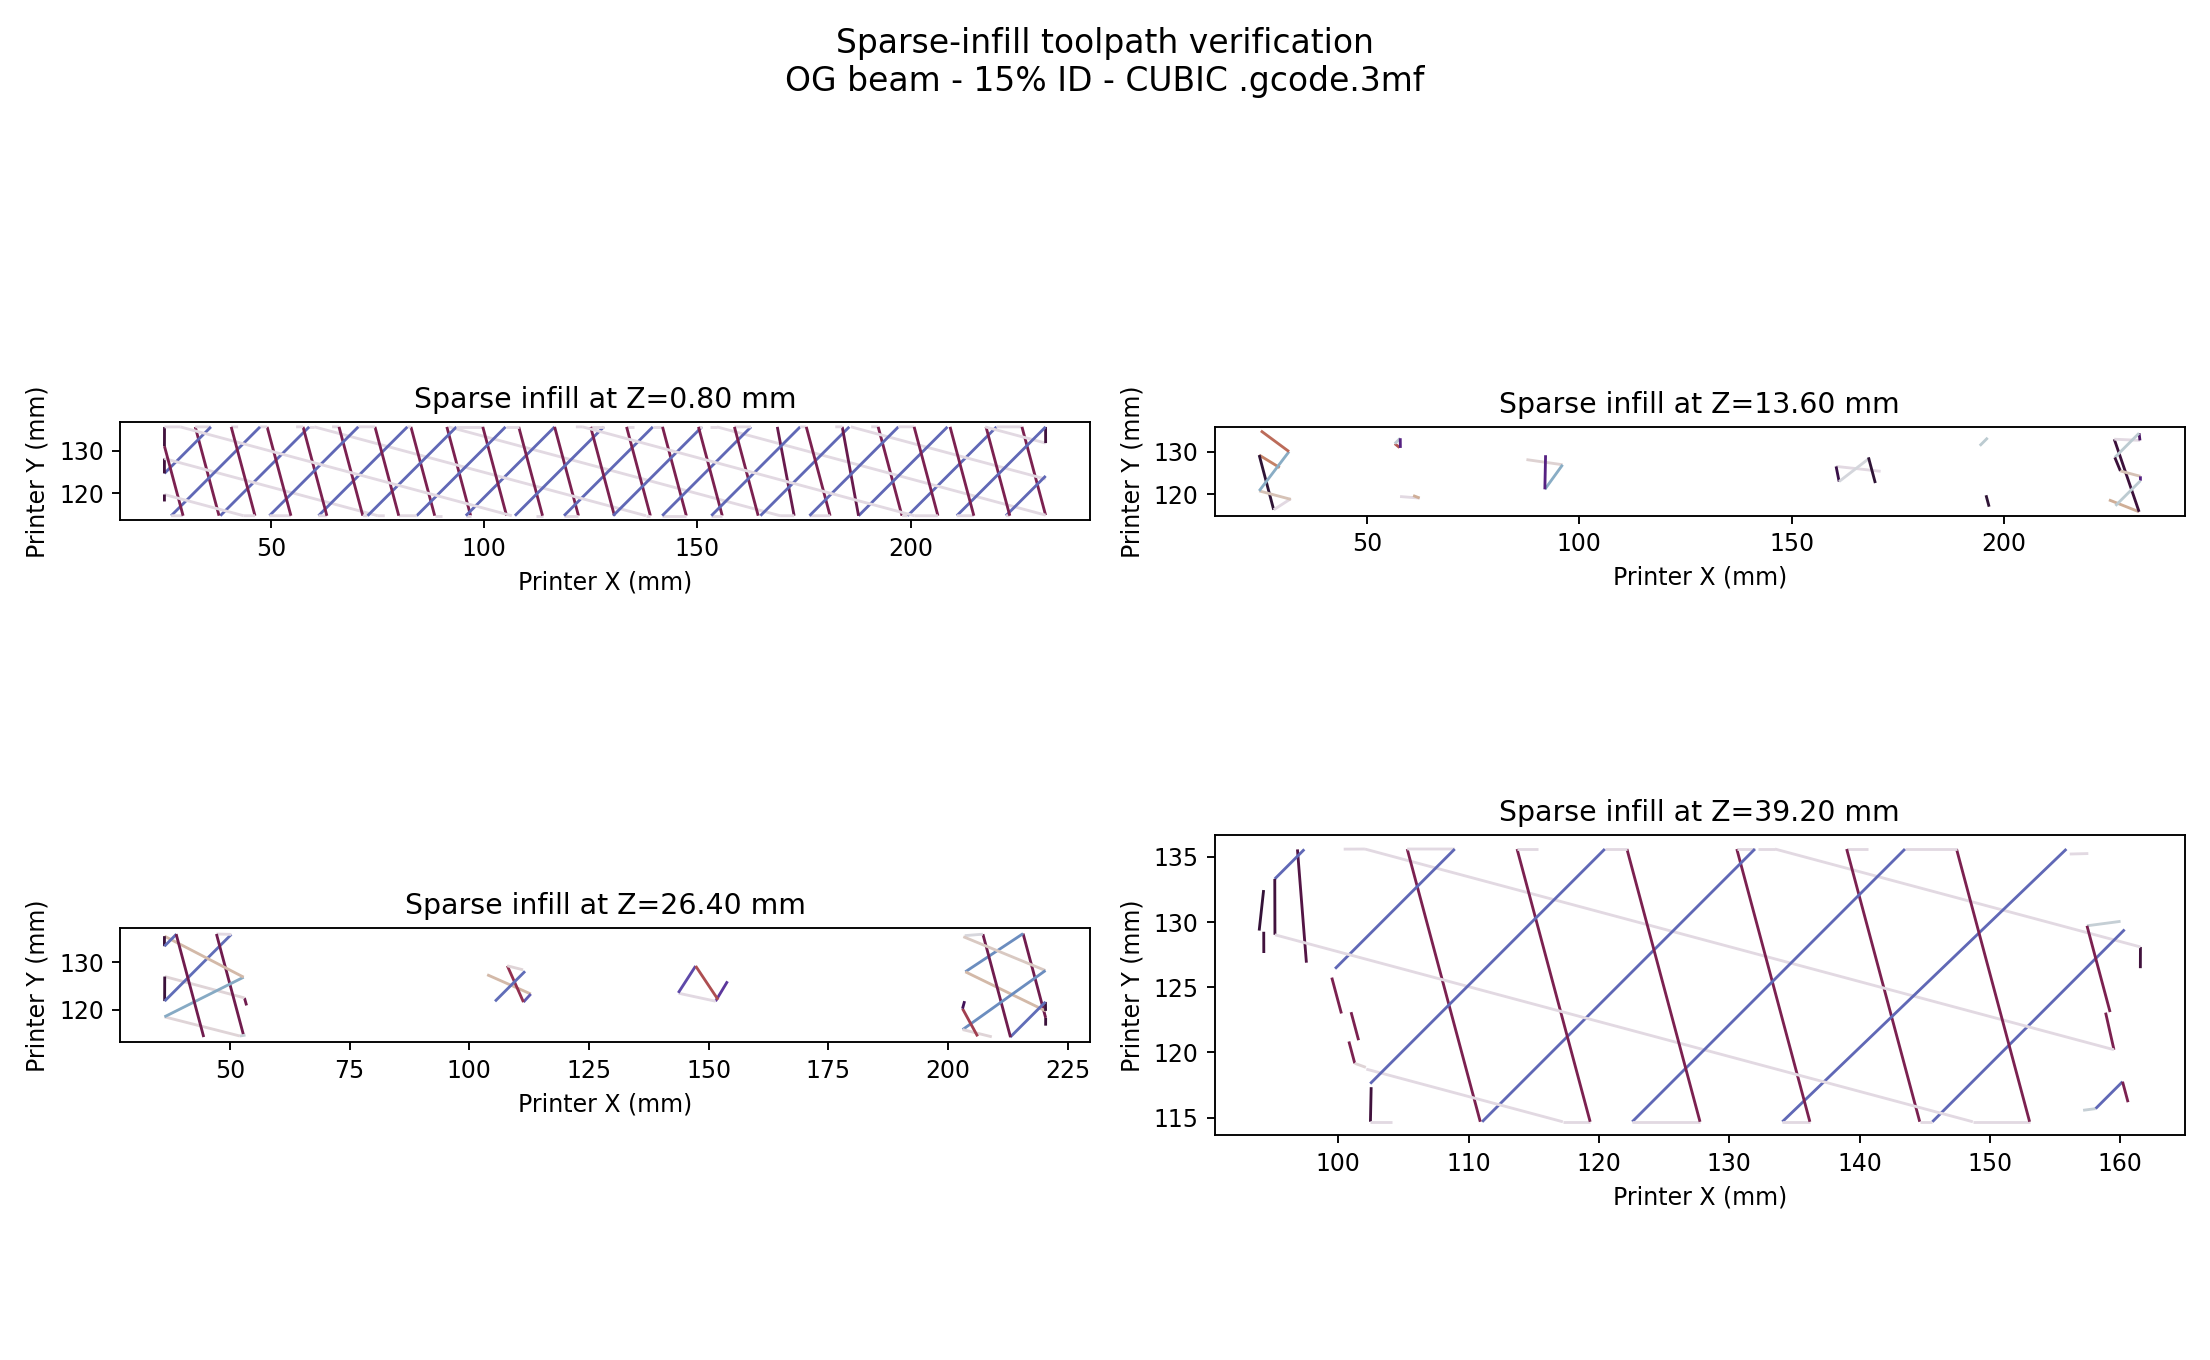 Sparse-infill toolpath verification
OG beam - 15% ID - CUBIC .gcode.3mf
Sparse infill at Z=0.80 mm
Printer Y (mm)
130
120
50
100
150
200
Printer X (mm)
Sparse infill at Z=13.60 mm
Printer Y (mm)
130
120
50
100
150
200
Printer X (mm)
Sparse infill at Z=26.40 mm
Printer Y (mm)
130
120
50
75
100
125
150
175
200
225
Printer X (mm)
Sparse infill at Z=39.20 mm
Printer Y (mm)
135
130
125
120
115
100
110
120
130
140
150
160
Printer X (mm)